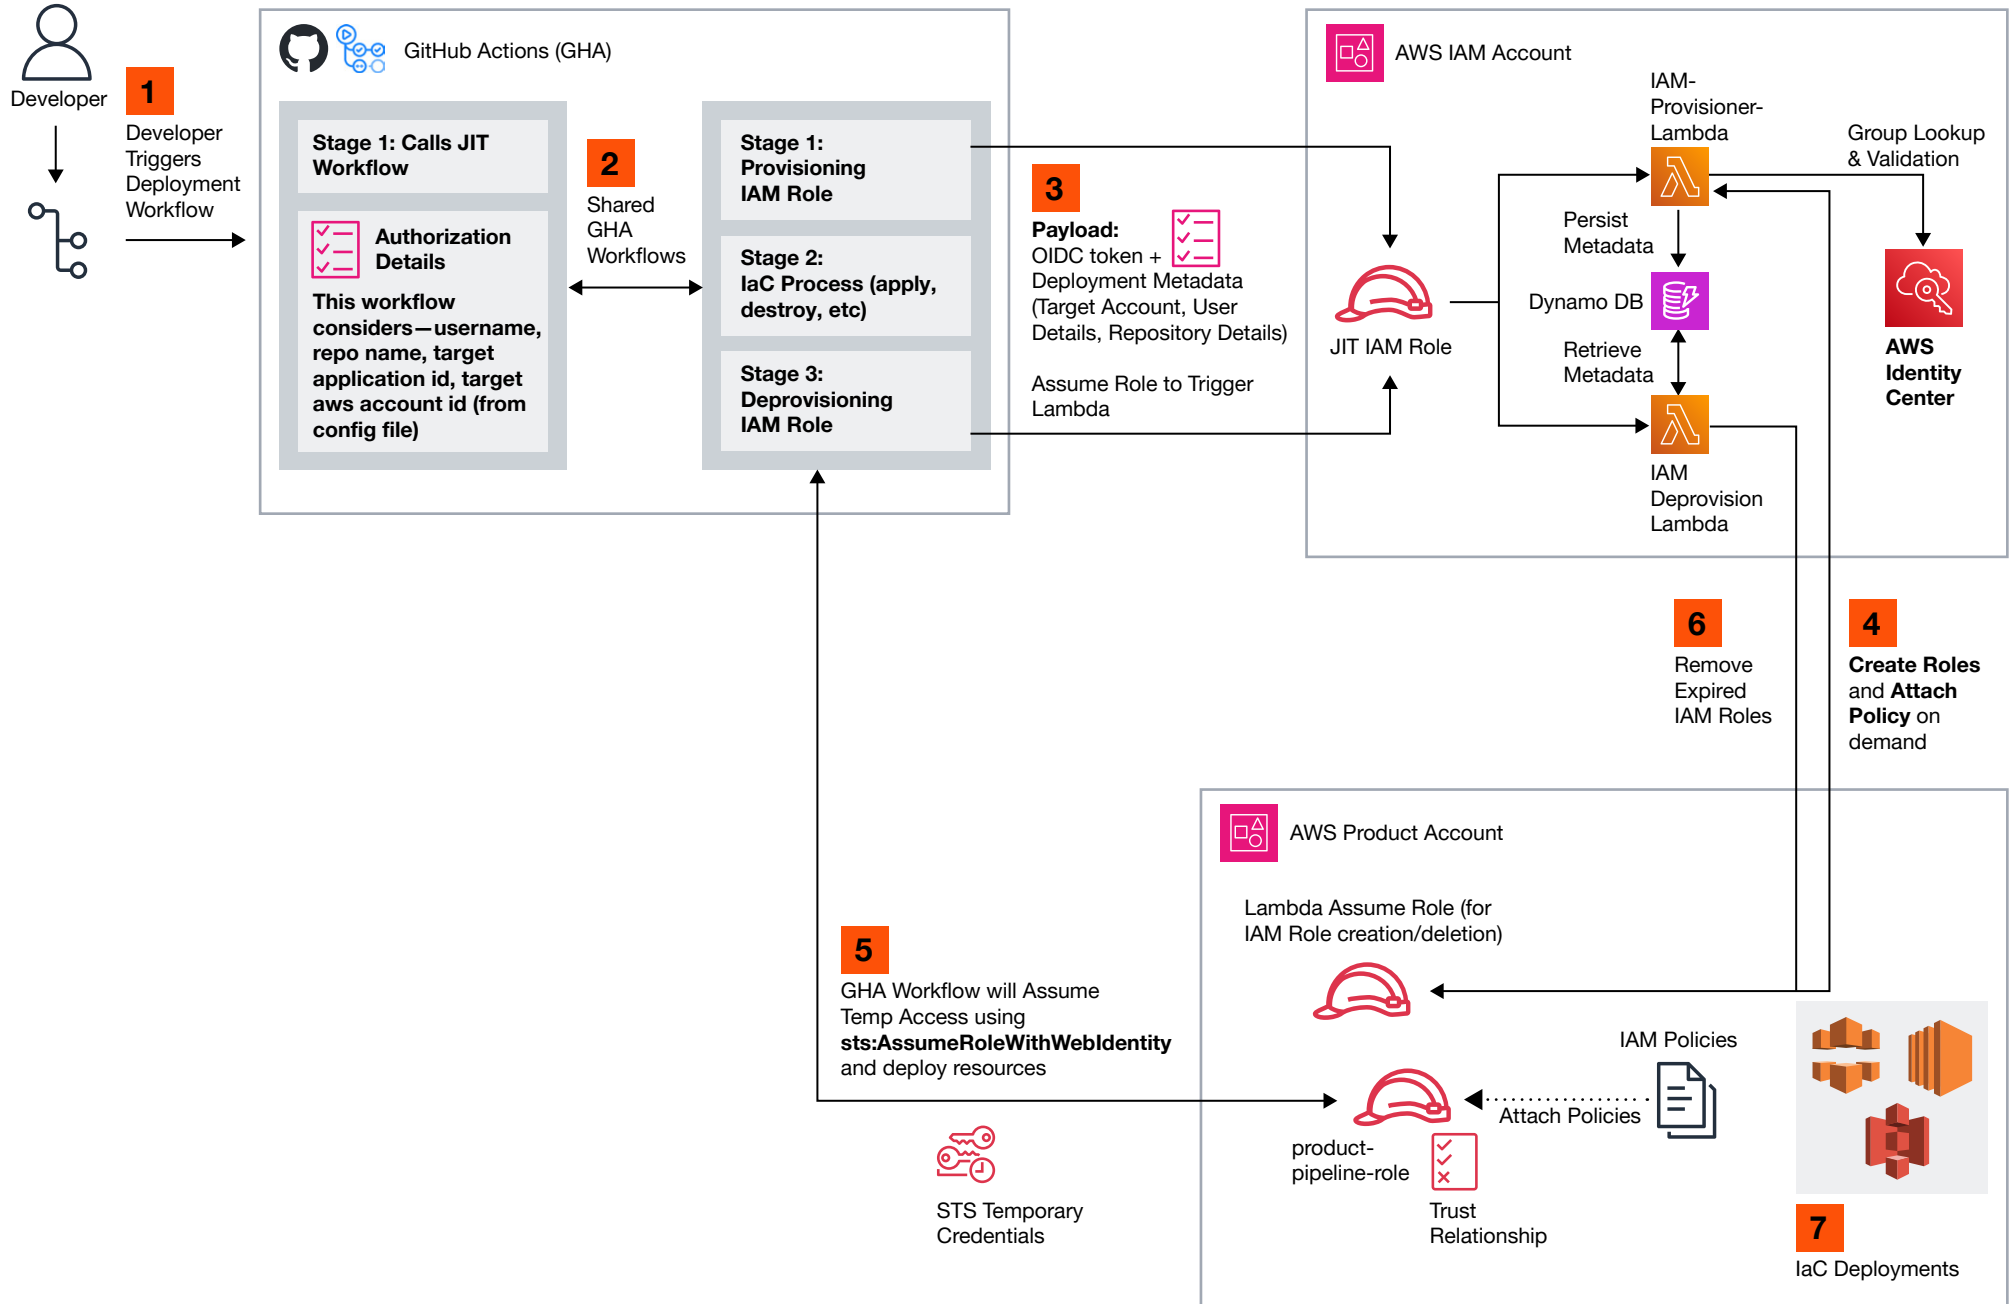 Developer
1
Developer
Triggers
Deployment
Workflow
GitHub Actions (GHA)
Stage 1: Calls JIT
Workflow
Authorization
Details
This workflow
considers—username,
repo name, target
application id, target
aws account id (from
config file)
2
Shared
GHA
Workflows
Stage 1:
Provisioning
IAM Role
Stage 2:
IaC Process (apply,
destroy, etc)
Stage 3:
Deprovisioning
IAM Role
3
Payload:
OIDC token +
Deployment Metadata
(Target Account, User
Details, Repository Details)
Assume Role to Trigger
Lambda
AWS IAM Account
JIT IAM Role
IAM-
Provisioner-
Lambda
Group Lookup
& Validation
Persist
Metadata
Dynamo DB
Retrieve
Metadata
AWS
Identity
Center
IAM
Deprovision
Lambda
6
Remove
Expired
IAM Roles
4
Create Roles
and Attach
Policy on
demand
AWS Product Account
Lambda Assume Role (for
IAM Role creation/deletion)
5
GHA Workflow will Assume
Temp Access using
sts:AssumeRoleWithWebIdentity
and deploy resources
STS Temporary
Credentials
IAM Policies
Attach Policies
product-
pipeline-role
Trust
Relationship
7
IaC Deployments